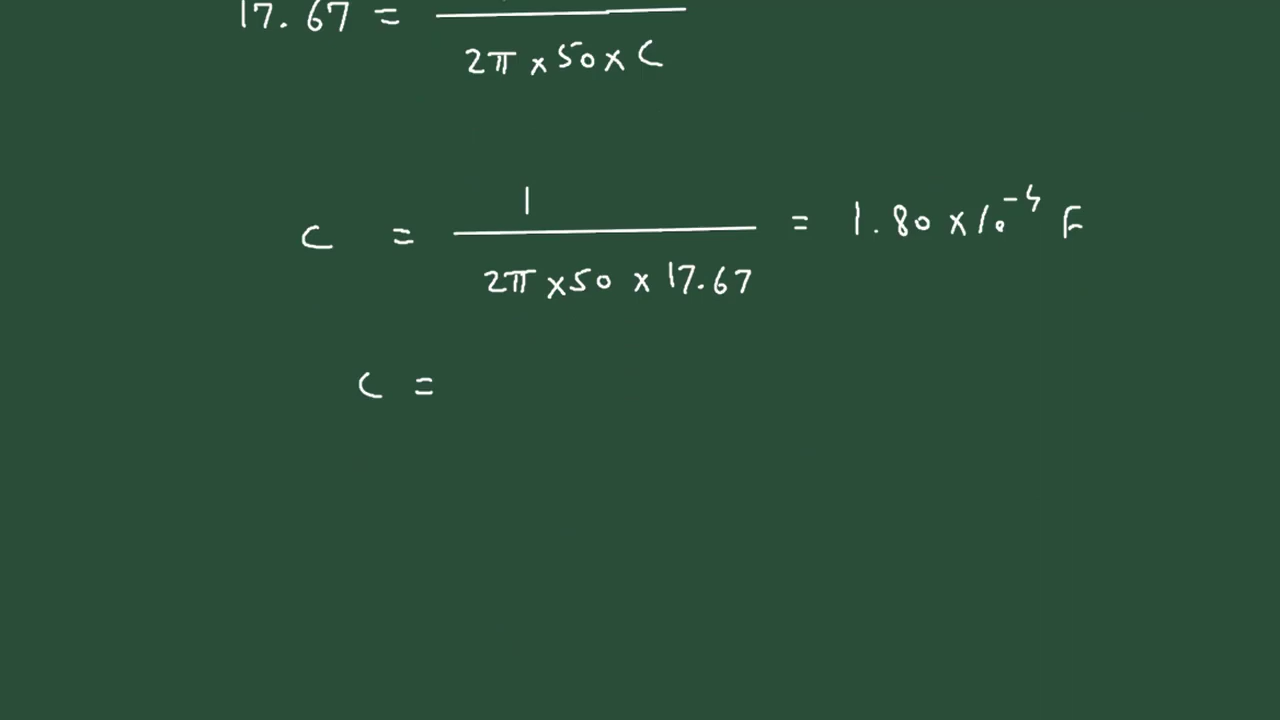 17.67 =
2π × 50 × C
C = 1 / 2π × 50 × 17.67 = 1.80 × 10⁻⁴ F
C =